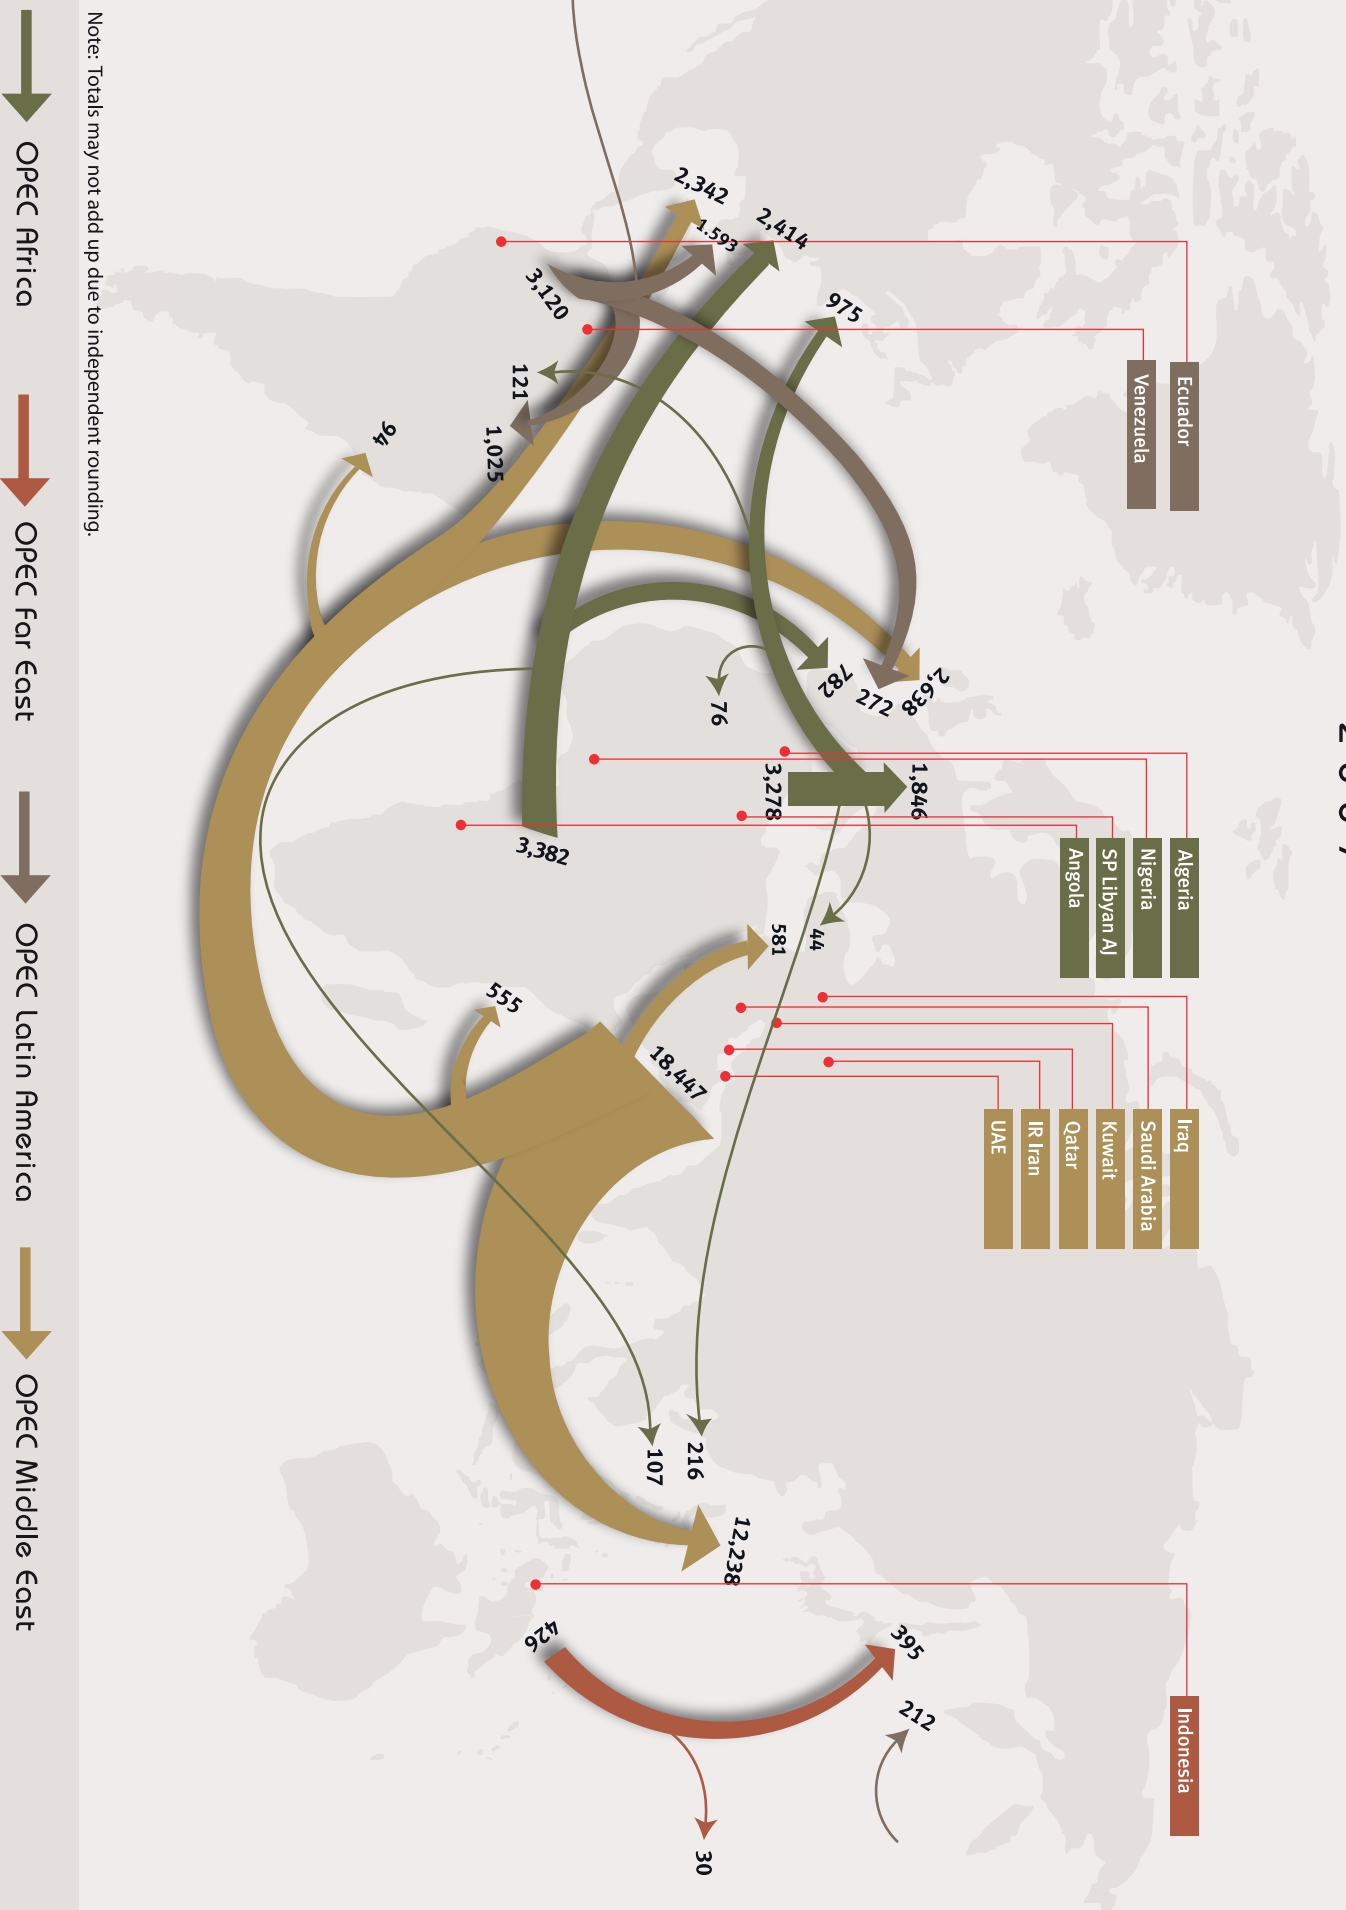 2007
Ecuador
Venezuela
Algeria
Nigeria
SP Libyan AJ
Angola
Iraq
Saudi Arabia
Kuwait
Qatar
IR Iran
UAE
Indonesia
2,342
1.593
2,414
975
3,120
121
1,025
94
2,638
272
782
76
3,278
1,846
3,382
44
581
555
18,447
216
107
12,238
426
395
212
30
Note: Totals may not add up due to independent rounding.
OPEC Africa
OPEC Far East
OPEC Latin America
OPEC Middle East